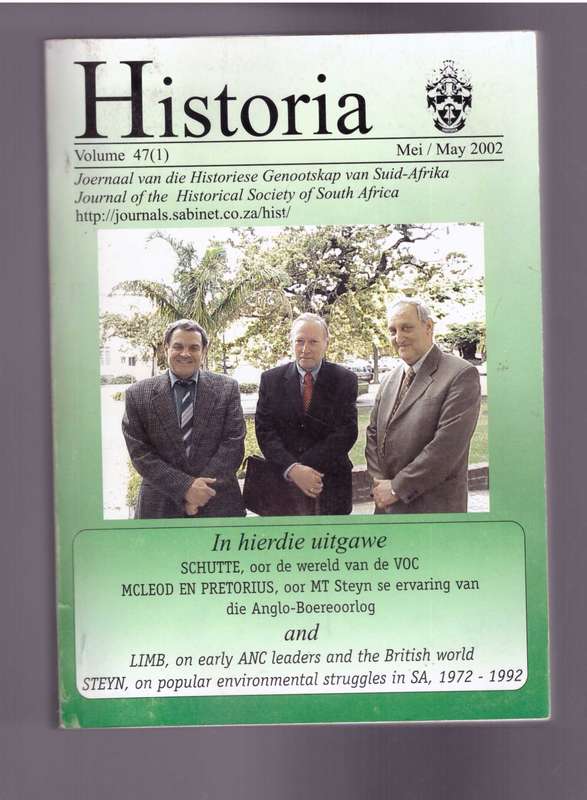 Historia
Volume 47(1)
Mei / May 2002
Joernaal van die Historiese Genootskap van Suid-Afrika
Journal of the Historical Society of South Africa
http://journals.sabinet.co.za/hist/
In hierdie uitgawe
SCHUTTE, oor de wereld van de VOC
MCLEOD EN PRETORIUS, oor MT Steyn se ervaring van
die Anglo-Boereoorlog
and
LIMB, on early ANC leaders and the British world
STEYN, on popular environmental struggles in SA, 1972 - 1992